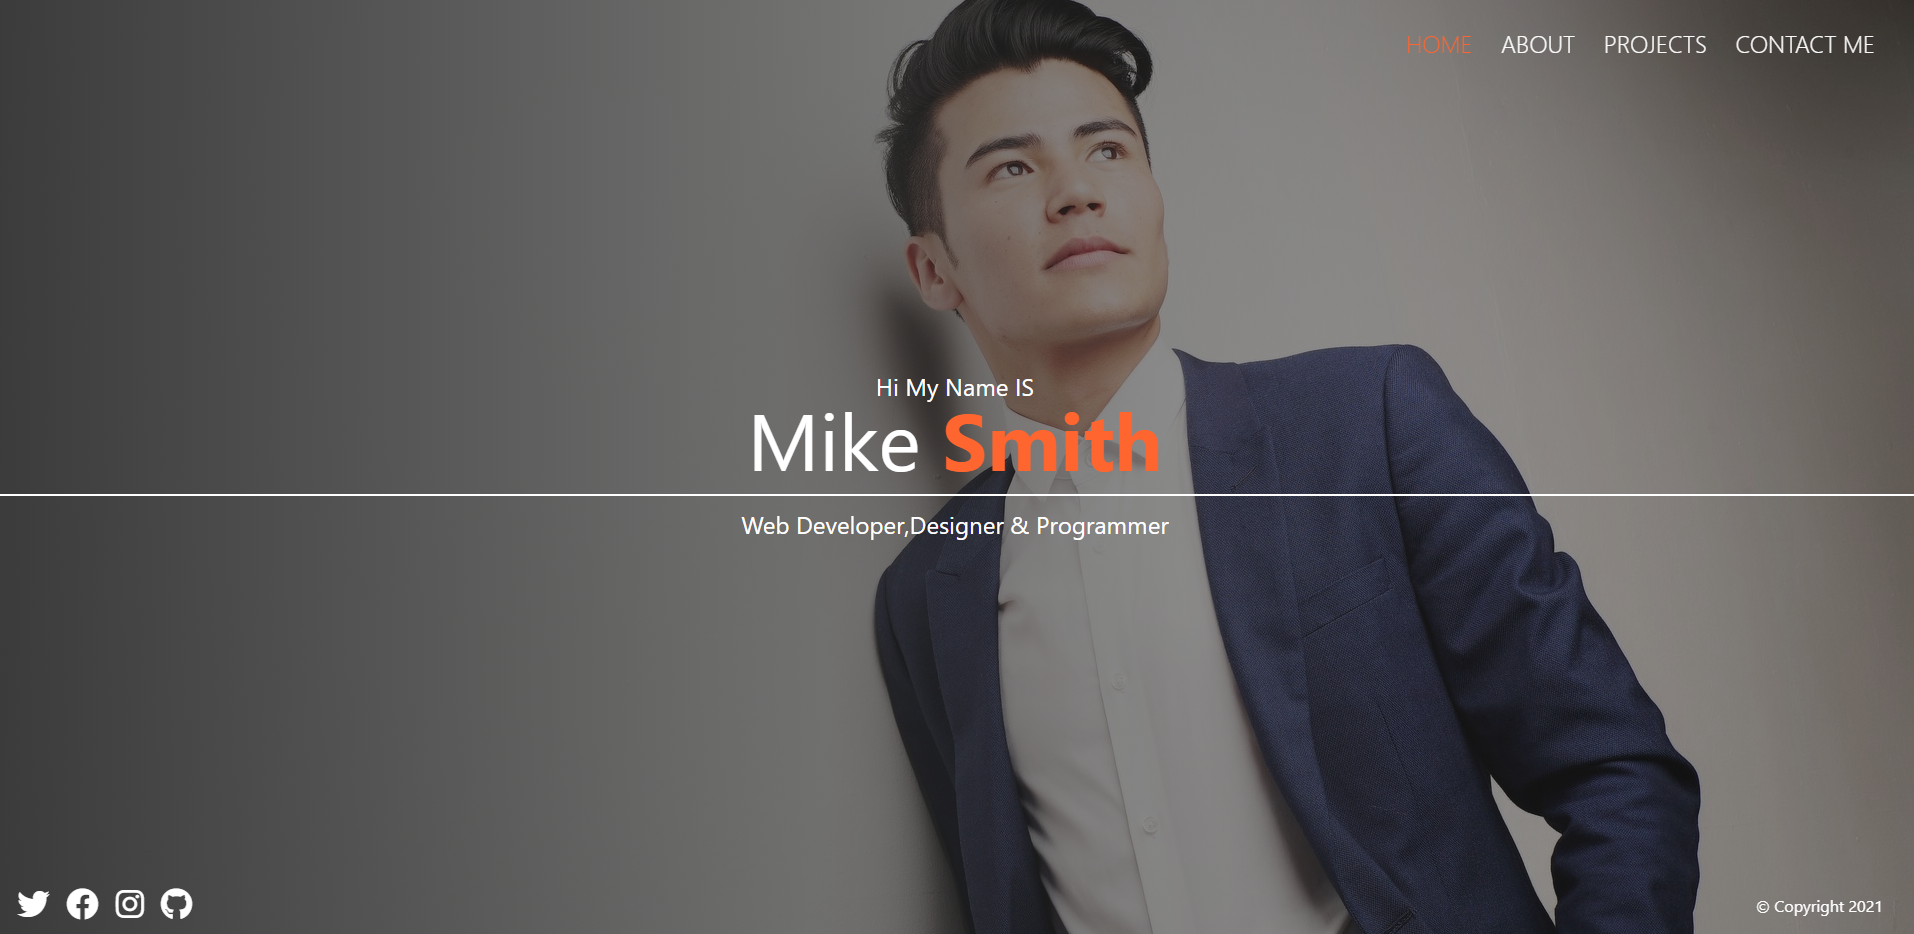 HOME ABOUT PROJECTS CONTACT ME
Hi My Name IS
Mike Smith
Web Developer,Designer & Programmer
© Copyright 2021